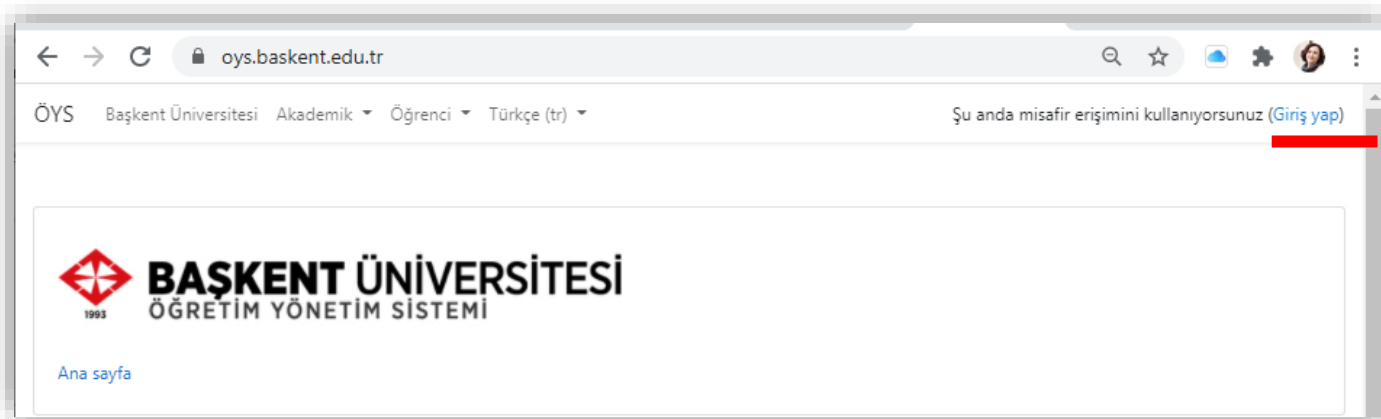 oys.baskent.edu.tr
ÖYS Başkent Üniversitesi Akademik Öğrenci Türkçe (tr) Şu anda misafir erişimini kullanıyorsunuz (Giriş yap)
BAŞKENT ÜNİVERSİTESİ
ÖĞRETİM YÖNETİM SİSTEMİ
1993
Ana sayfa